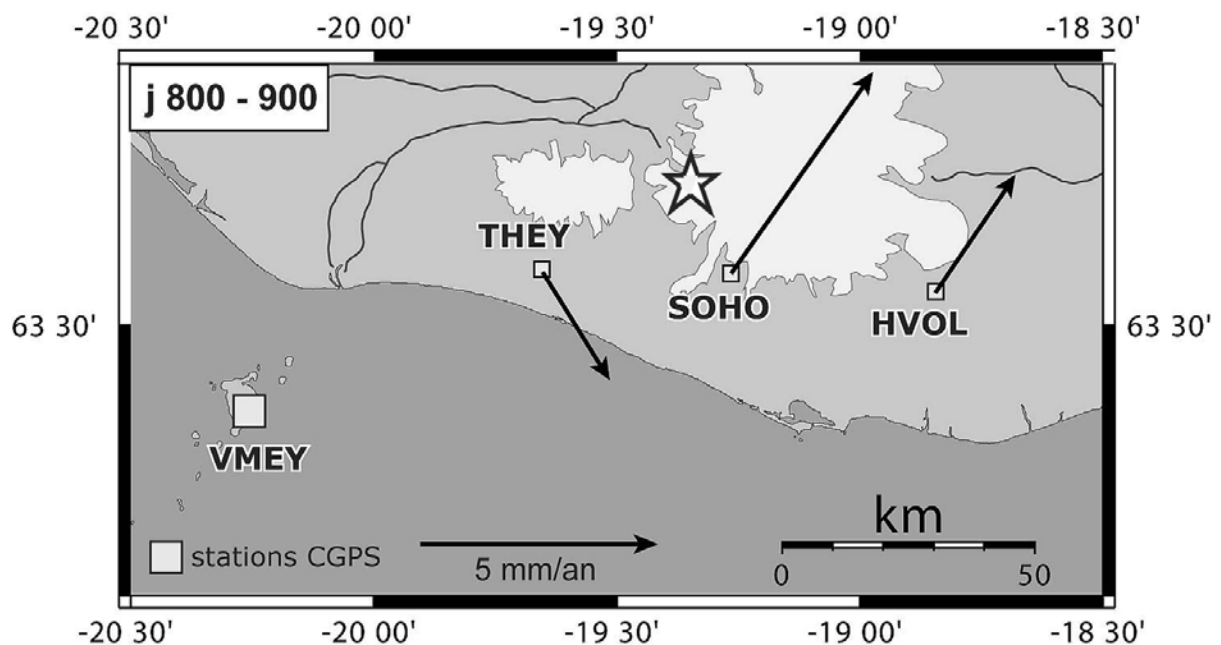 -20 30' -20 00' -19 30' -19 00' -18 30'
j 800 - 900
THEY
SOHO
HVOL
63 30' 63 30'
VMEY
km
stations CGPS
5 mm/an
0 50
-20 30' -20 00' -19 30' -19 00' -18 30'